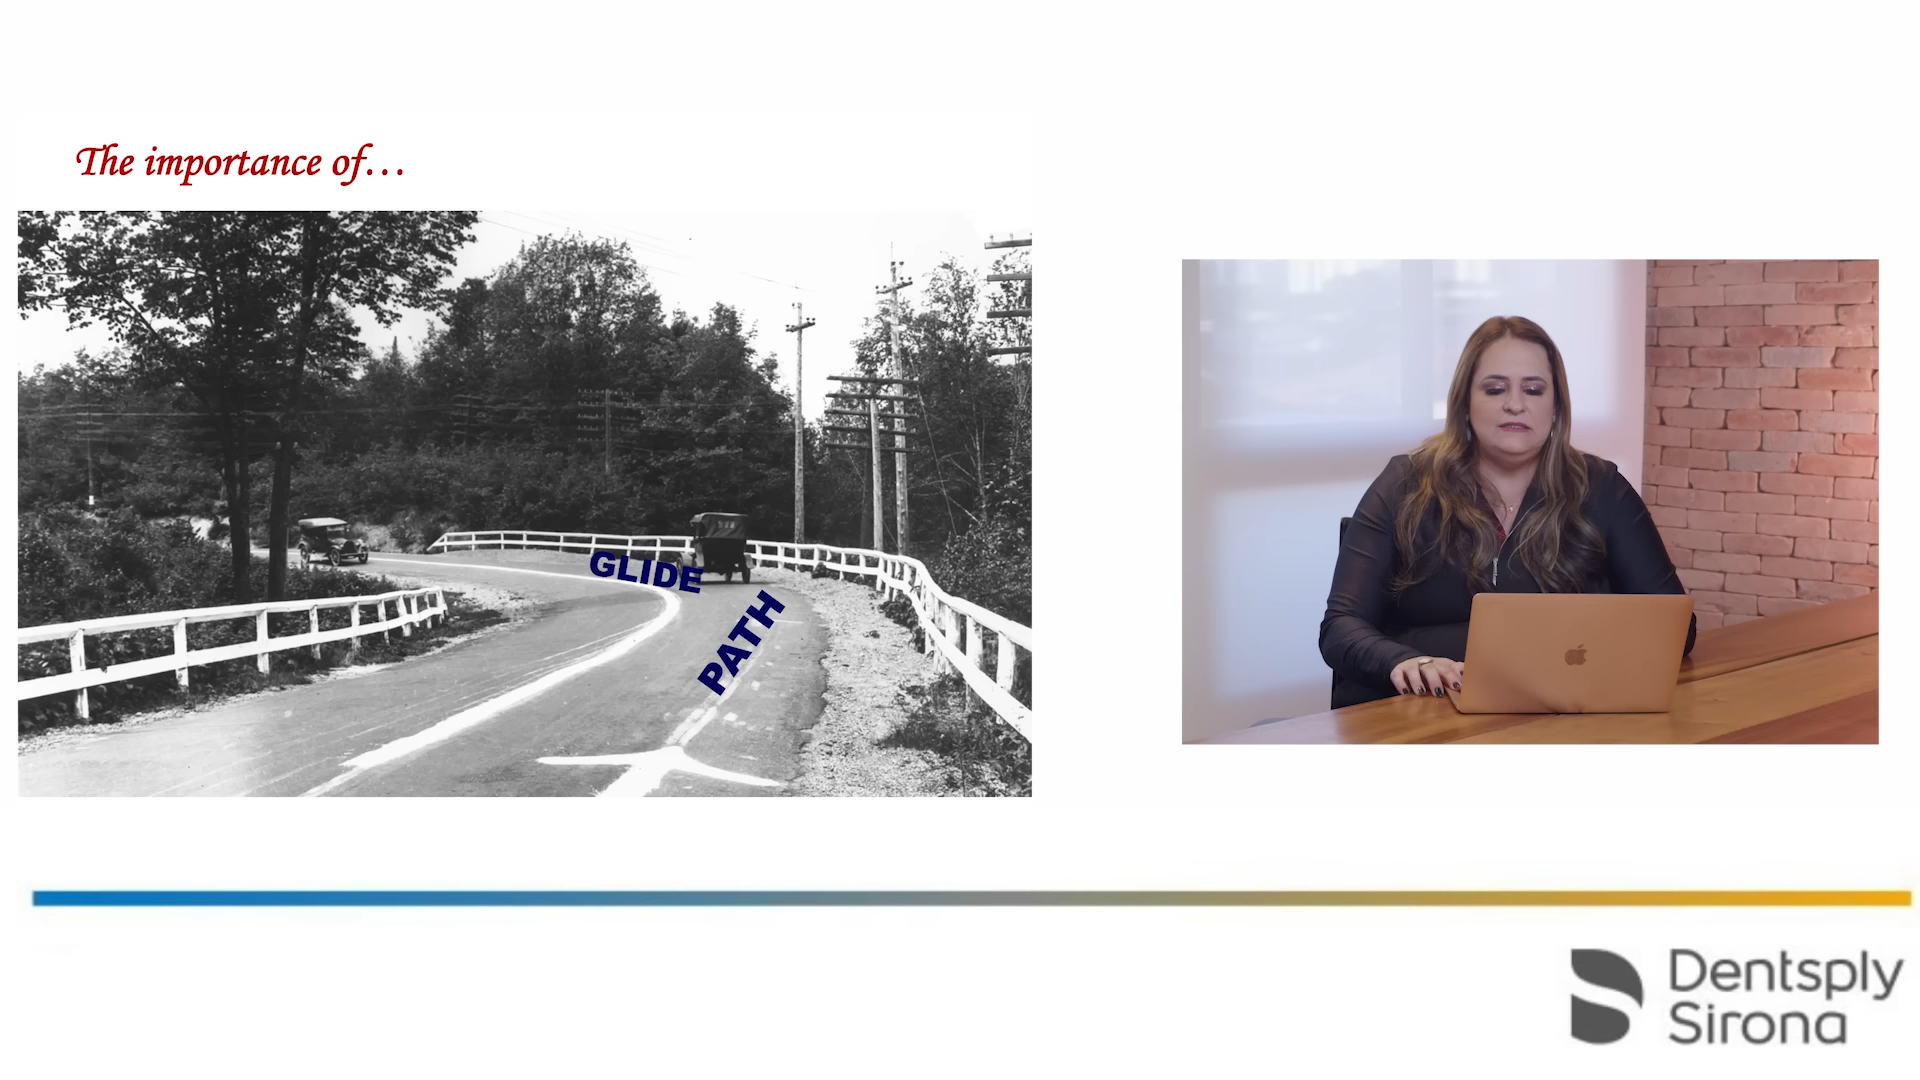 The importance of...
GLIDE
PATH
Dentsply
Sirona